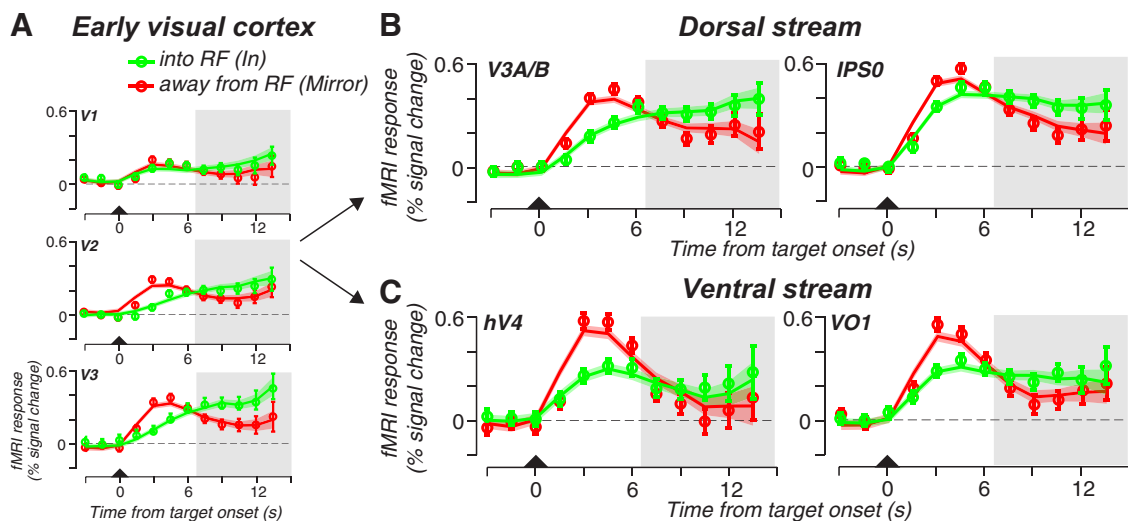 A Early visual cortex
into RF (In)
away from RF (Mirror)
0.6
V1
0
0 6 12
0.6
V2
0
0 6 12
0.6
V3
0
0 6 12
fMRI response
(% signal change)
Time from target onset (s)
B Dorsal stream
fMRI response
(% signal change)
0.6
V3A/B
0
0 6 12
0.6
IPS0
0
0 6 12
Time from target onset (s)
C Ventral stream
fMRI response
(% signal change)
0.6
hV4
0
0 6 12
0.6
VO1
0
0 6 12
Time from target onset (s)